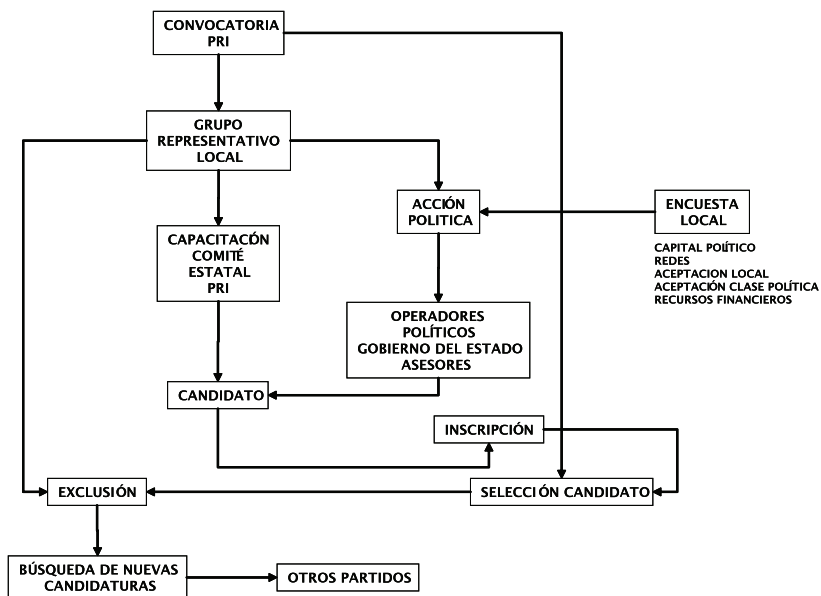 CONVOCATORIA
PRI
GRUPO
REPRESENTATIVO
LOCAL
ACCIÓN
POLITICA
ENCUESTA
LOCAL
CAPITAL POLÍTICO
REDES
ACEPTACION LOCAL
ACEPTACIÓN CLASE POLÍTICA
RECURSOS FINANCIEROS
CAPACITACIÓN
COMITÉ
ESTATAL
PRI
OPERADORES
POLÍTICOS
GOBIERNO DEL ESTADO
ASESORES
CANDIDATO
INSCRIPCIÓN
EXCLUSIÓN
SELECCIÓN CANDIDATO
BÚSQUEDA DE NUEVAS
CANDIDATURAS
OTROS PARTIDOS